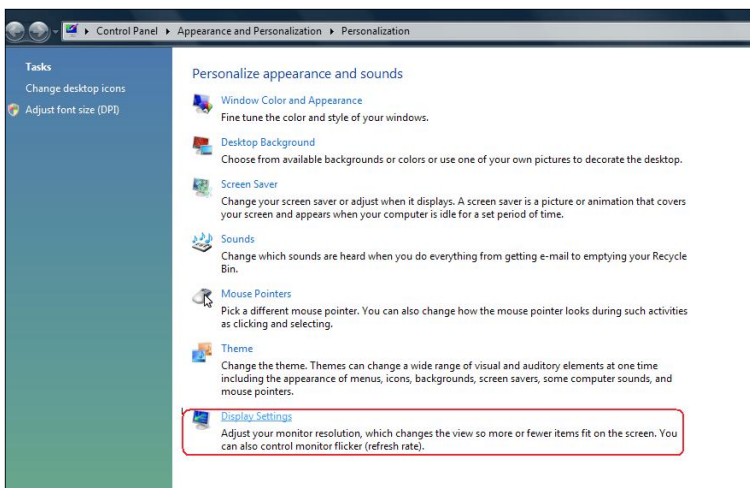 Control Panel ▸ Appearance and Personalization ▸ Personalization
Tasks
Change desktop icons
Adjust font size (DPI)
Personalize appearance and sounds
Window Color and Appearance
Fine tune the color and style of your windows.
Desktop Background
Choose from available backgrounds or colors or use one of your own pictures to decorate the desktop.
Screen Saver
Change your screen saver or adjust when it displays. A screen saver is a picture or animation that covers
your screen and appears when your computer is idle for a set period of time.
Sounds
Change which sounds are heard when you do everything from getting e-mail to emptying your Recycle
Bin.
Mouse Pointers
Pick a different mouse pointer. You can also change how the mouse pointer looks during such activities
as clicking and selecting.
Theme
Change the theme. Themes can change a wide range of visual and auditory elements at one time
including the appearance of menus, icons, backgrounds, screen savers, some computer sounds, and
mouse pointers.
Display Settings
Adjust your monitor resolution, which changes the view so more or fewer items fit on the screen. You
can also control monitor flicker (refresh rate).